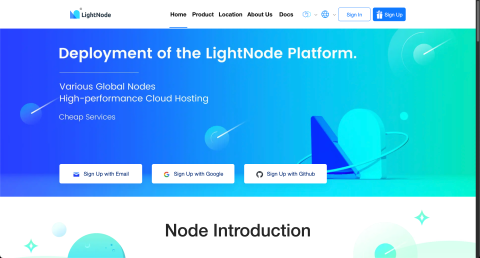 LightNode
Home Product Location About Us Docs Sign In Sign Up
Deployment of the LightNode Platform.
Various Global Nodes
High-performance Cloud Hosting
Cheap Services
Sign Up with Email Sign Up with Google Sign Up with Github
Node Introduction